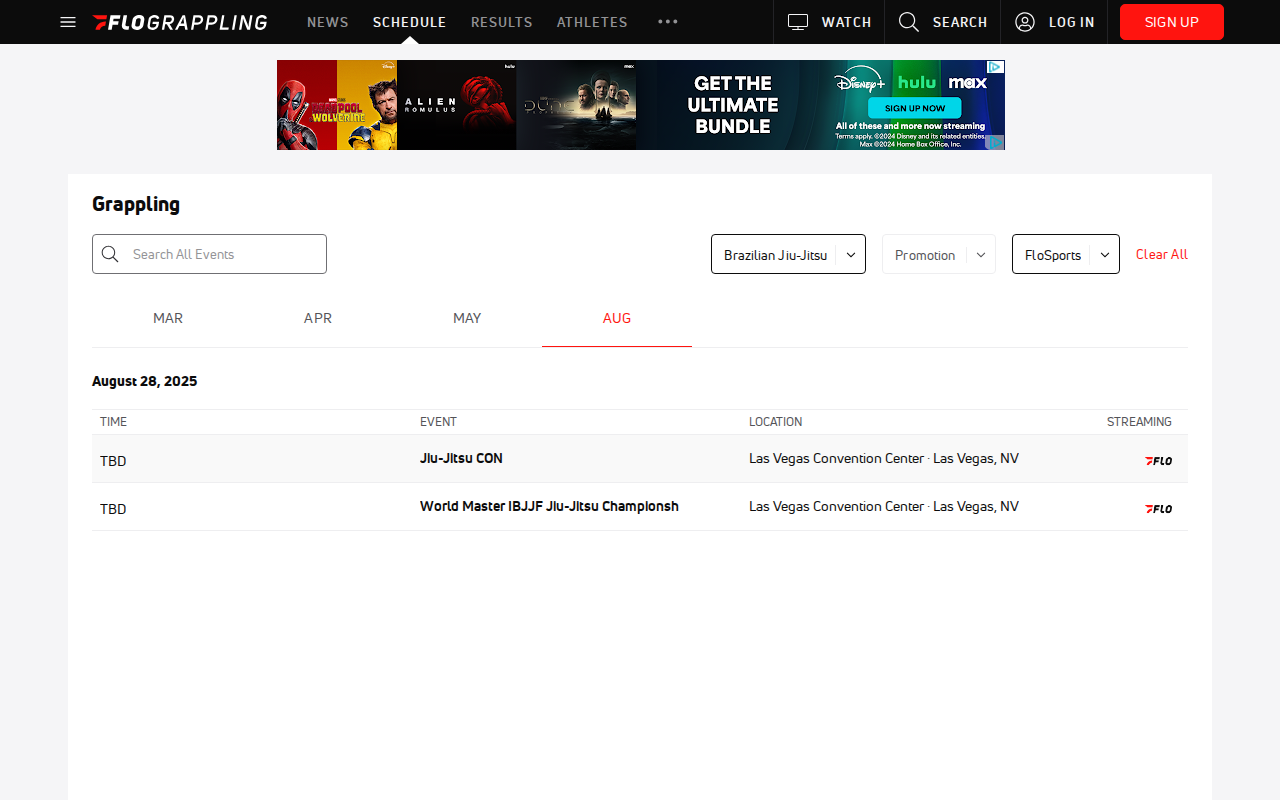 FLOGRAPPLING
NEWS
SCHEDULE
RESULTS
ATHLETES
WATCH
SEARCH
LOG IN
SIGN UP
Disney+
hulu
max
DEADPOOL
WOLVERINE
ALIEN
ROMULUS
DUNE
GET THE
ULTIMATE
BUNDLE
Disney+ hulu max
SIGN UP NOW
All of these and more now streaming
Terms apply. ©2024 Disney and its related entities.
Max ©2024 Home Box Office, Inc.
Grappling
Search All Events
Brazilian Jiu-Jitsu
Promotion
FloSports
Clear All
MAR
APR
MAY
AUG
August 28, 2025
TIME EVENT LOCATION STREAMING
TBD Jiu-Jitsu CON Las Vegas Convention Center · Las Vegas, NV FLO
TBD World Master IBJJF Jiu-Jitsu Championsh Las Vegas Convention Center · Las Vegas, NV FLO